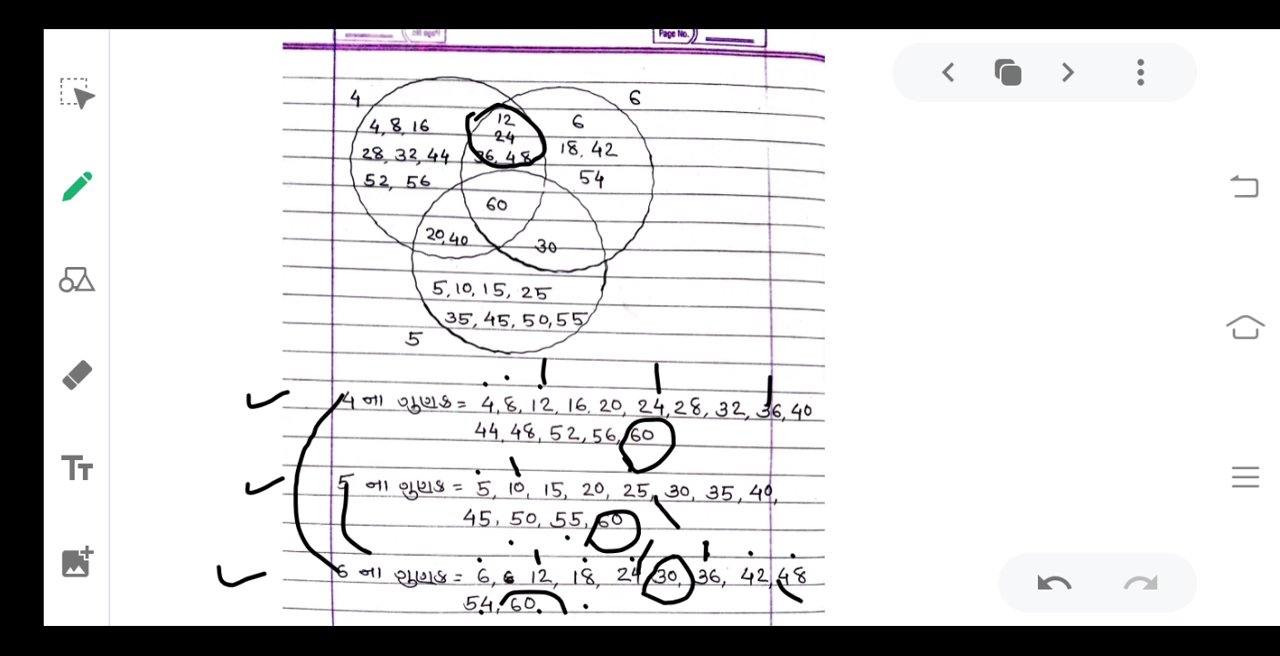 Page No.
4
6
4, 8, 16
28, 32, 44
52, 56
12
24
36, 48
6
18, 42
54
60
20, 40
30
5, 10, 15, 25
35, 45, 50, 55
5
4 ના ગુણક = 4, 8, 12, 16, 20, 24, 28, 32, 36, 40
44, 48, 52, 56, 60
5 ના ગુણક = 5, 10, 15, 20, 25, 30, 35, 40,
45, 50, 55, 60
6 ના ગુણક = 6, 6 12, 18, 24 30, 36, 42, 48
54, 60.
TT